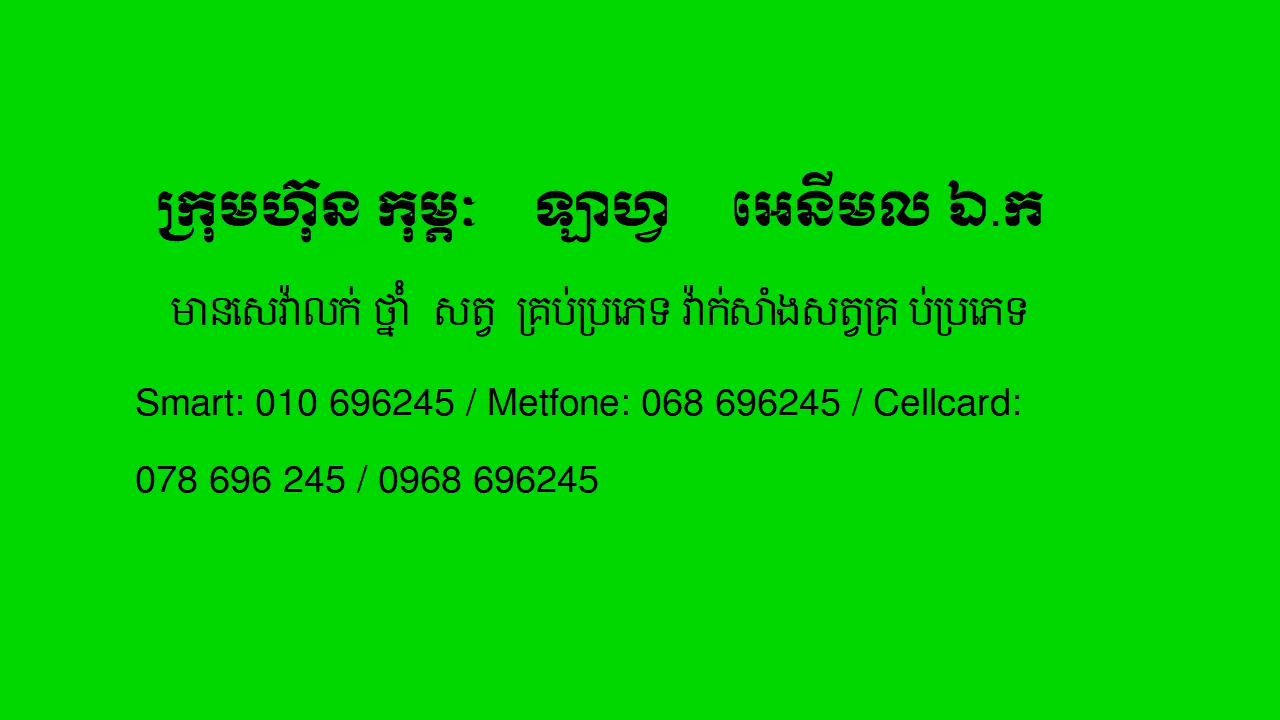 ក្រុមហ៊ុន កុម្តៈ ឡាហ្វ អេនីមល ឯ.ក
មានសេវ៉ាលក់ ថ្នាំ សត្វ គ្រប់ប្រភេទ វ៉ាក់សាំងសត្វគ្រ ប់ប្រភេទ
Smart: 010 696245 / Metfone: 068 696245 / Cellcard:
078 696 245 / 0968 696245